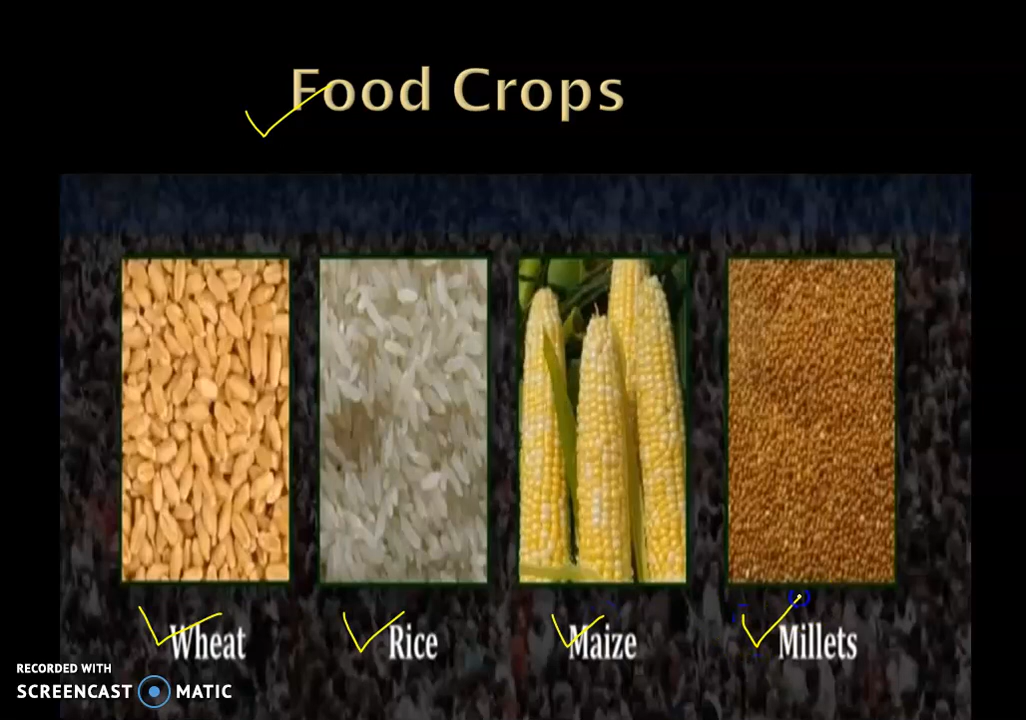 Food Crops
Wheat Rice Maize Millets
RECORDED WITH
SCREENCAST MATIC